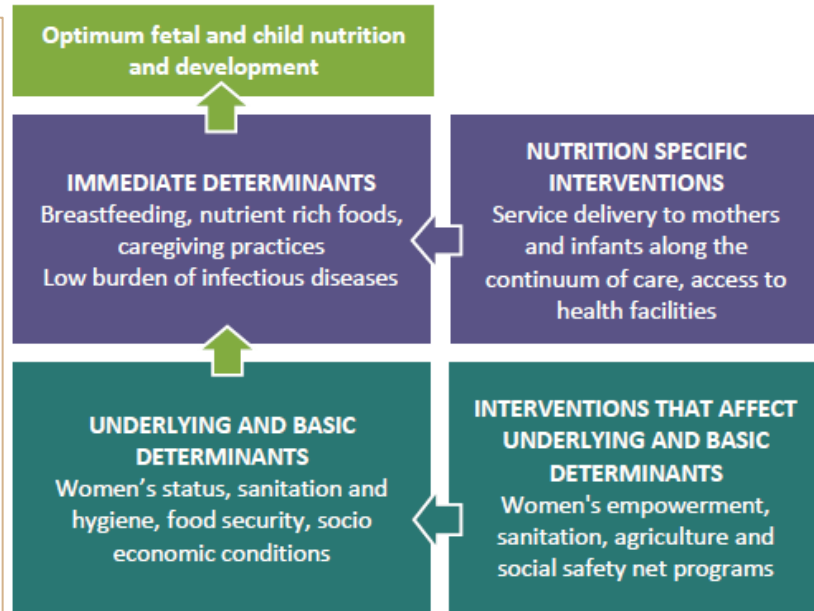 Optimum fetal and child nutrition
and development
IMMEDIATE DETERMINANTS
Breastfeeding, nutrient rich foods,
caregiving practices
Low burden of infectious diseases
NUTRITION SPECIFIC
INTERVENTIONS
Service delivery to mothers
and infants along the
continuum of care, access to
health facilities
UNDERLYING AND BASIC
DETERMINANTS
Women’s status, sanitation and
hygiene, food security, socio
economic conditions
INTERVENTIONS THAT AFFECT
UNDERLYING AND BASIC
DETERMINANTS
Women's empowerment,
sanitation, agriculture and
social safety net programs